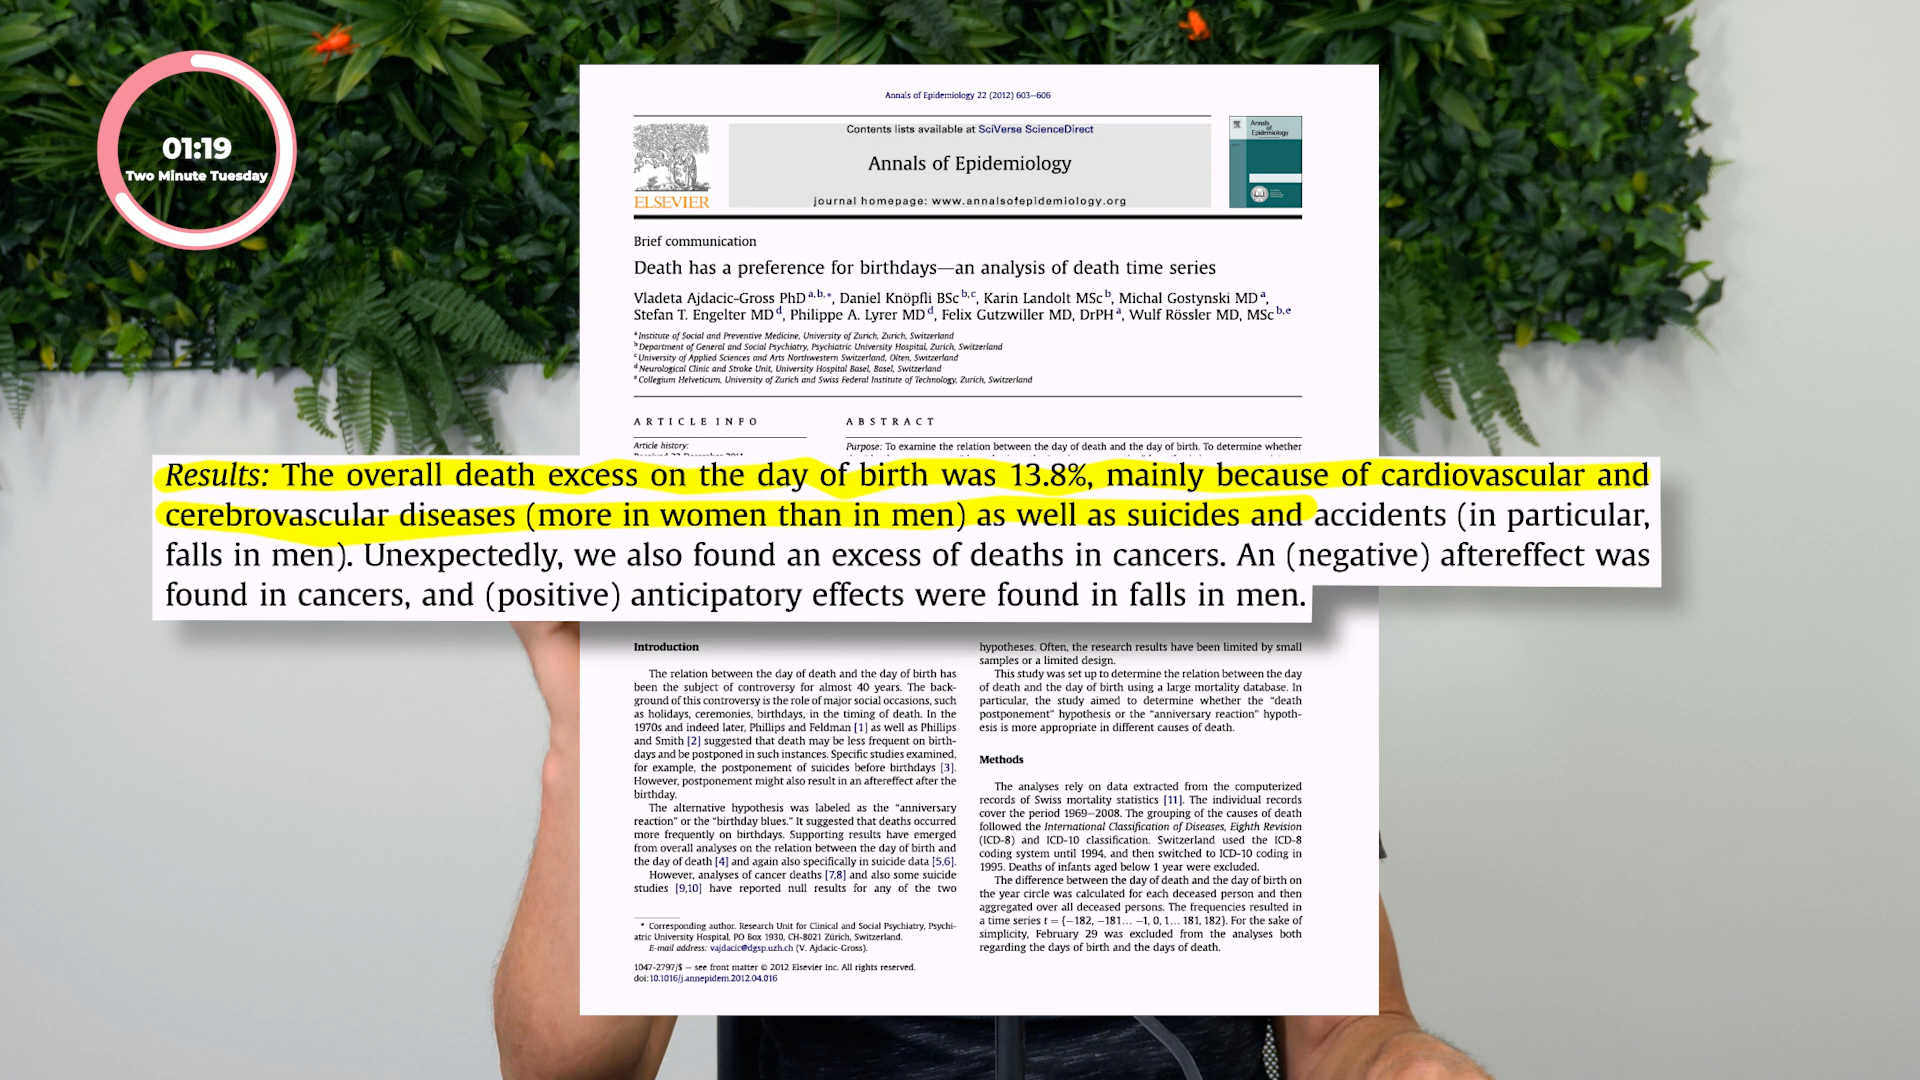 01:19
Two Minute Tuesday
Annals of Epidemiology 22 (2012) 603–606
Contents lists available at SciVerse ScienceDirect
Annals of Epidemiology
journal homepage: www.annalsofepidemiology.org
ELSEVIER
Annals
of
Epidemiology
Brief communication
Death has a preference for birthdays—an analysis of death time series
Vladeta Ajdacic-Gross PhD a,b,*, Daniel Knöpfli BSc b,c, Karin Landolt MSc b, Michal Gostynski MD a,
Stefan T. Engelter MD d, Philippe A. Lyrer MD d, Felix Gutzwiller MD, DrPH a, Wulf Rössler MD, MSc b,e
a Institute of Social and Preventive Medicine, University of Zurich, Zurich, Switzerland
b Department of General and Social Psychiatry, Psychiatric University Hospital, Zurich, Switzerland
c University of Applied Sciences and Arts Northwestern Switzerland, Olten, Switzerland
d Neurological Clinic and Stroke Unit, University Hospital Basel, Basel, Switzerland
e Collegium Helveticum, University of Zurich and Swiss Federal Institute of Technology, Zurich, Switzerland
ARTICLE INFO
Article history:
ABSTRACT
Purpose: To examine the relation between the day of death and the day of birth. To determine whether
Results: The overall death excess on the day of birth was 13.8%, mainly because of cardiovascular and
cerebrovascular diseases (more in women than in men) as well as suicides and accidents (in particular,
falls in men). Unexpectedly, we also found an excess of deaths in cancers. An (negative) aftereffect was
found in cancers, and (positive) anticipatory effects were found in falls in men.
Introduction
The relation between the day of death and the day of birth has
been the subject of controversy for almost 40 years. The back-
ground of this controversy is the role of major social occasions, such
as holidays, ceremonies, birthdays, in the timing of death. In the
1970s and indeed later, Phillips and Feldman [1] as well as Phillips
and Smith [2] suggested that death may be less frequent on birth-
days and be postponed in such instances. Specific studies examined,
for example, the postponement of suicides before birthdays [3].
However, postponement might also result in an aftereffect after the
birthday.
The alternative hypothesis was labeled as the “anniversary
reaction” or the “birthday blues.” It suggested that deaths occurred
more frequently on birthdays. Supporting results have emerged
from overall analyses on the relation between the day of birth and
the day of death [4] and again also specifically in suicide data [5,6].
However, analyses of cancer deaths [7,8] and also some suicide
studies [9,10] have reported null results for any of the two
* Corresponding author. Research Unit for Clinical and Social Psychiatry, Psychi-
atric University Hospital, PO Box 1930, CH-8021 Zürich, Switzerland.
E-mail address: vajdacic@dgsp.uzh.ch (V. Ajdacic-Gross).
1047-2797/$ – see front matter © 2012 Elsevier Inc. All rights reserved.
doi:10.1016/j.annepidem.2012.04.016
hypotheses. Often, the research results have been limited by small
samples or a limited design.
This study was set up to determine the relation between the day
of death and the day of birth using a large mortality database. In
particular, the study aimed to determine whether the “death
postponement” hypothesis or the “anniversary reaction” hypoth-
esis is more appropriate in different causes of death.
Methods
The analyses rely on data extracted from the computerized
records of Swiss mortality statistics [11]. The individual records
cover the period 1969–2008. The grouping of the causes of death
followed the International Classification of Diseases, Eighth Revision
(ICD-8) and ICD-10 classification. Switzerland used the ICD-8
coding system until 1994, and then switched to ICD-10 coding in
1995. Deaths of infants aged below 1 year were excluded.
The difference between the day of death and the day of birth on
the year circle was calculated for each deceased person and then
aggregated over all deceased persons. The frequencies resulted in
a time series t = {−182, −181… −1, 0, 1… 181, 182}. For the sake of
simplicity, February 29 was excluded from the analyses both
regarding the days of birth and the days of death.